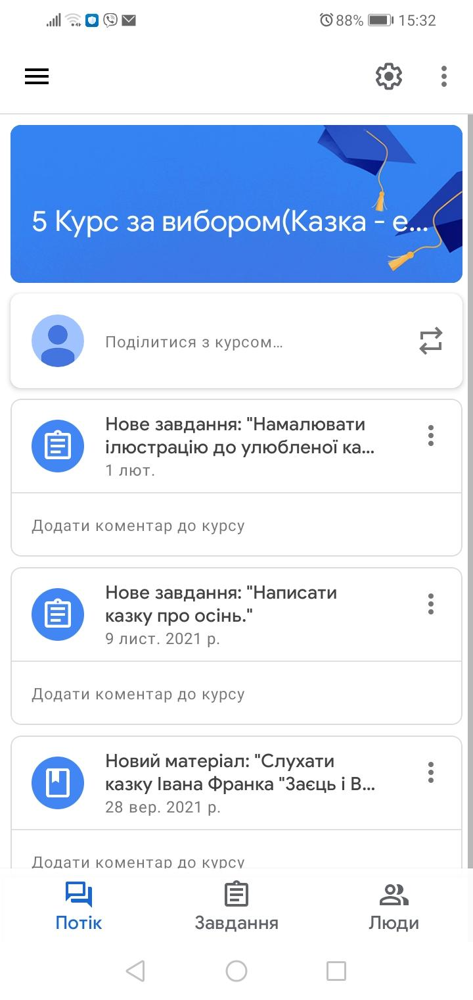 88% 15:32
5 Курс за вибором(Казка - е...
Поділитися з курсом...
Нове завдання: "Намалювати
ілюстрацію до улюбленої ка...
1 лют.
Додати коментар до курсу
Нове завдання: "Написати
казку про осінь."
9 лист. 2021 р.
Додати коментар до курсу
Новий матеріал: "Слухати
казку Івана Франка "Заєць і В...
28 вер. 2021 р.
Додати коментар до курсу
Потік Завдання Люди